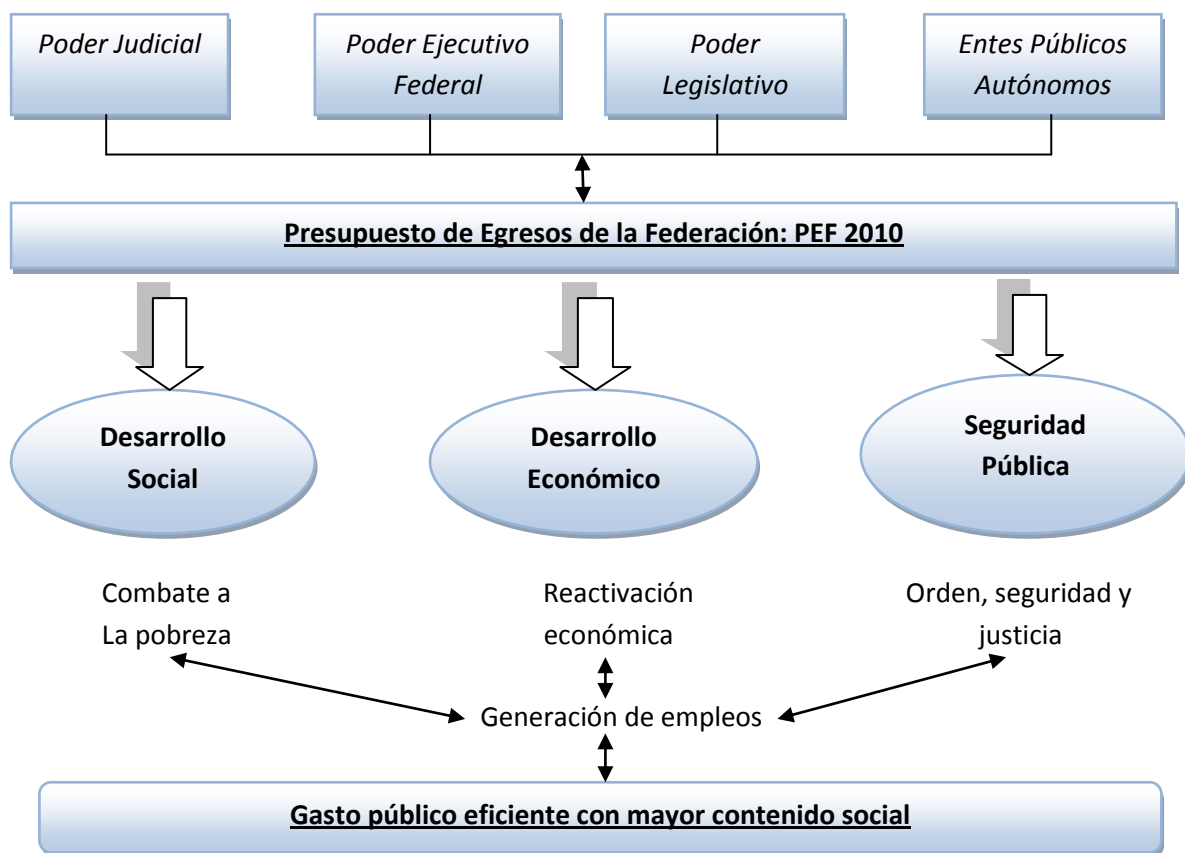 Poder Judicial
Poder Ejecutivo
Federal
Poder
Legislativo
Entes Públicos
Autónomos
Presupuesto de Egresos de la Federación: PEF 2010
Desarrollo
Social
Desarrollo
Económico
Seguridad
Pública
Combate a
La pobreza
Reactivación
económica
Orden, seguridad y
justicia
Generación de empleos
Gasto público eficiente con mayor contenido social